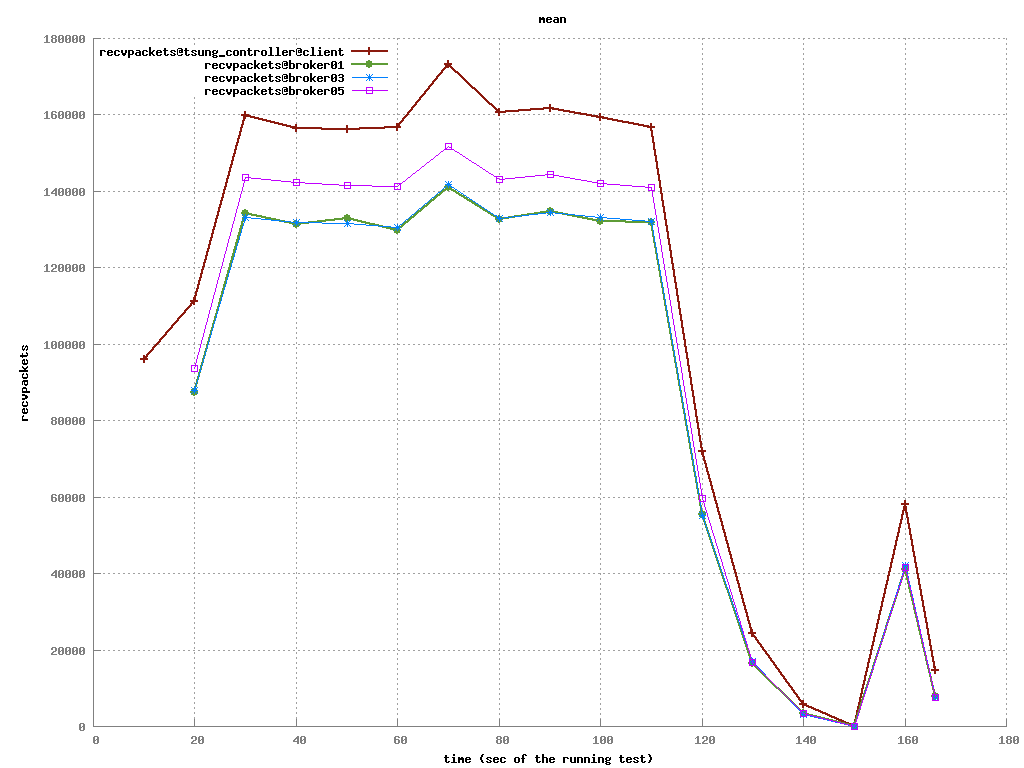 mean
180000
recvpackets@tsung_controller@client
recvpackets@broker01
recvpackets@broker03
recvpackets@broker05
160000
140000
120000
100000
80000
60000
40000
20000
0
recvpackets
0 20 40 60 80 100 120 140 160 180
time (sec of the running test)